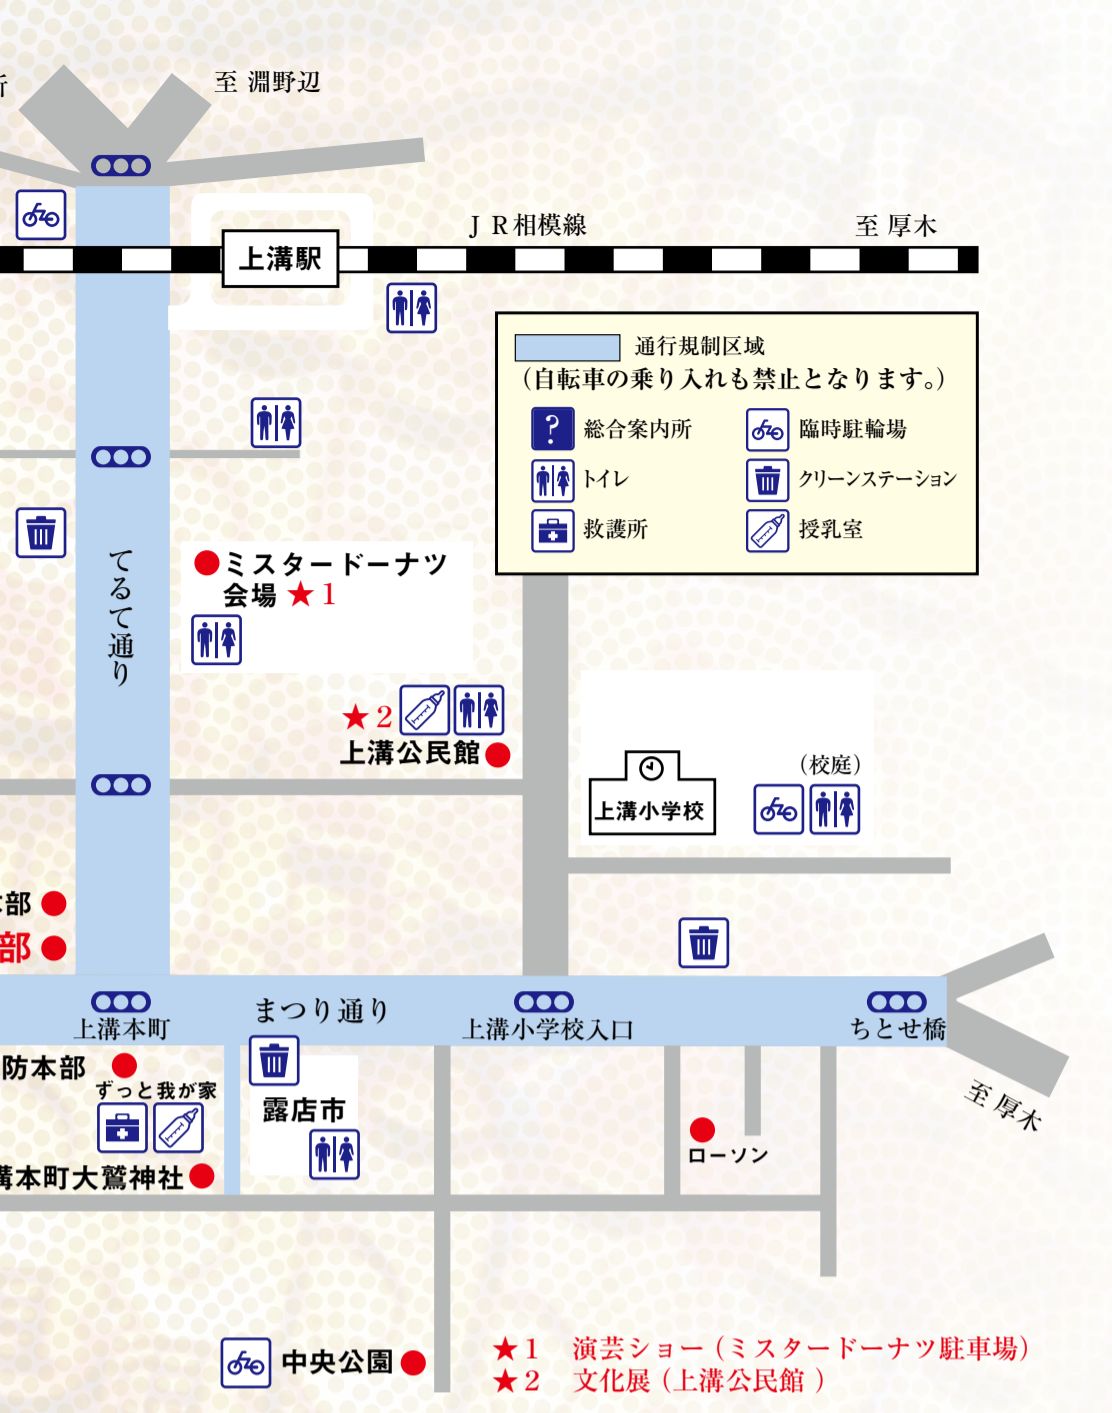 至 淵野辺
ＪＲ相模線
至 厚木
上溝駅
通行規制区域
（自転車の乗り入れも禁止となります。）
? 総合案内所
臨時駐輪場
トイレ
クリーンステーション
救護所
授乳室
てるて通り
ミスタードーナツ
会場 ★1
★2
上溝公民館
（校庭）
上溝小学校
部
部
上溝本町
まつり通り
上溝小学校入口
ちとせ橋
至 厚木
防本部
ずっと我が家
露店市
溝本町大鷲神社
ローソン
中央公園
★1 演芸ショー（ミスタードーナツ駐車場）
★2 文化展（上溝公民館 ）